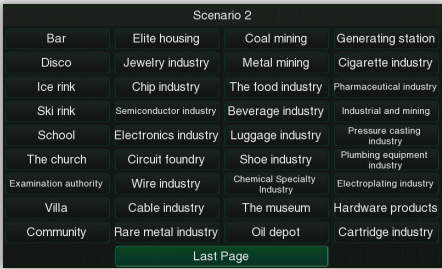 Scenario 2
Bar
Elite housing
Coal mining
Generating station
Disco
Jewelry industry
Metal mining
Cigarette industry
Ice rink
Chip industry
The food industry
Pharmaceutical industry
Ski rink
Semiconductor industry
Beverage industry
Industrial and mining
School
Electronics industry
Luggage industry
Pressure casting
industry
The church
Circuit foundry
Shoe industry
Plumbing equipment
industry
Examination authority
Wire industry
Chemical Specialty
Industry
Electroplating industry
Villa
Cable industry
The museum
Hardware products
Community
Rare metal industry
Oil depot
Cartridge industry
Last Page